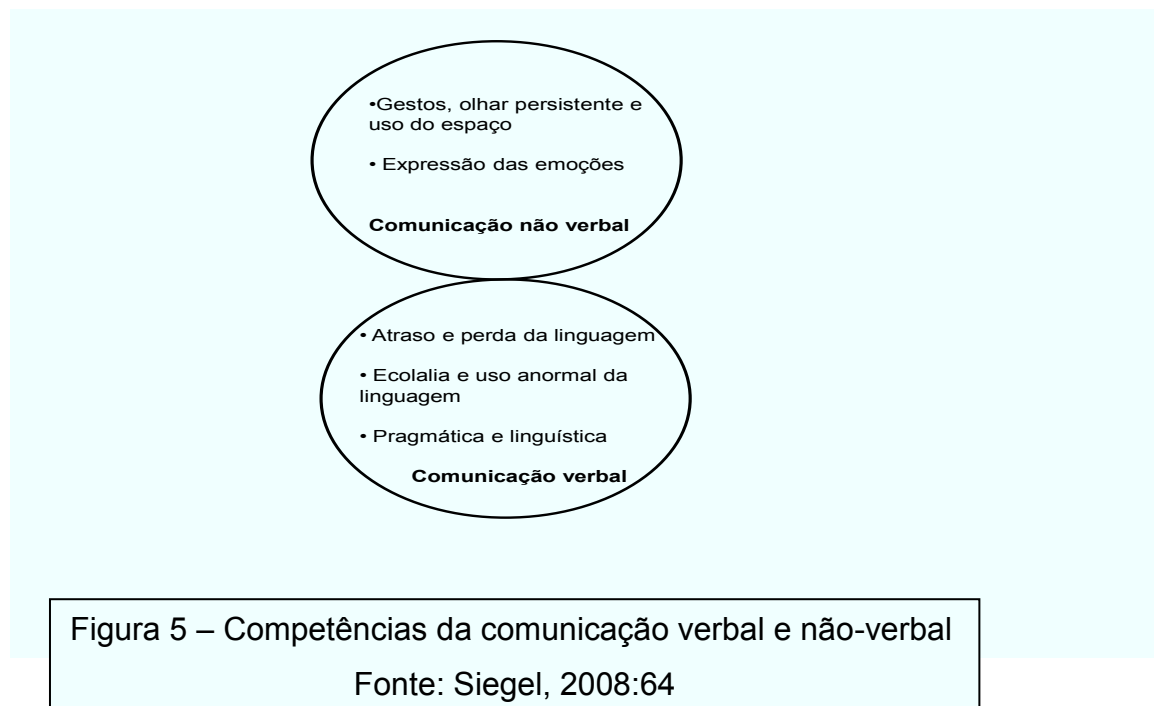 •Gestos, olhar persistente e
uso do espaço
• Expressão das emoções
Comunicação não verbal
• Atraso e perda da linguagem
• Ecolalia e uso anormal da
linguagem
• Pragmática e linguística
Comunicação verbal
Figura 5 – Competências da comunicação verbal e não-verbal
Fonte: Siegel, 2008:64